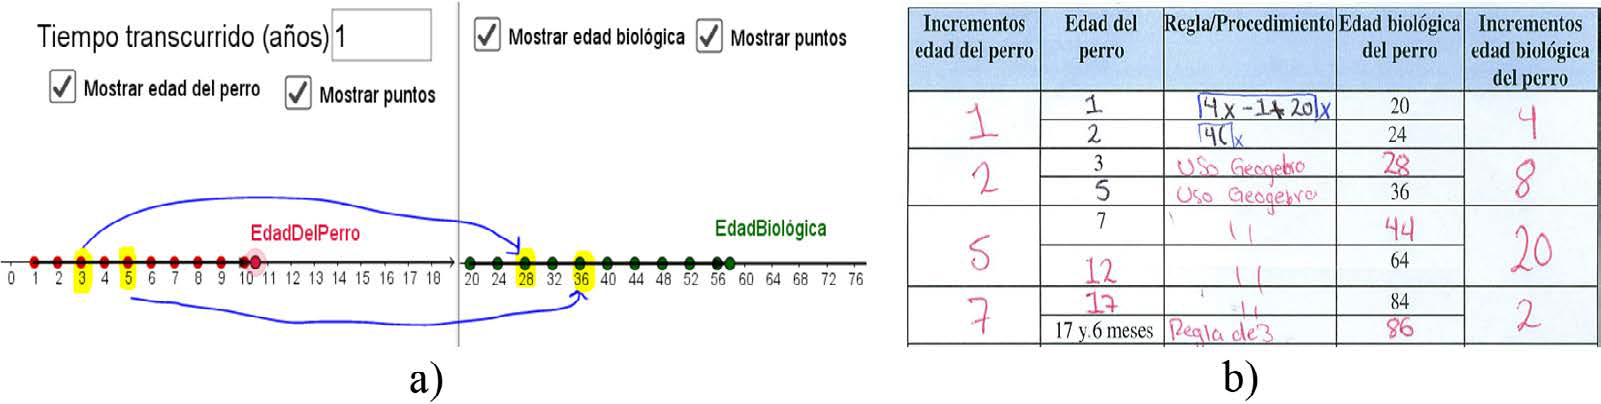 Tiempo transcurrido (años) 1
Mostrar edad del perro
Mostrar puntos
Mostrar edad biológica
Mostrar puntos
EdadDelPerro
0 1 2 3 4 5 6 7 8 9 10 11 12 13 14 15 16 17 18
EdadBiológica
20 24 28 32 36 40 44 48 52 56 60 64 68 72 76
a)
Incrementos edad del perro Edad del perro Regla/Procedimiento Edad biológica del perro Incrementos edad biológica del perro
1 1 4x-1+20 x 20 4
2 x 24
2 3 Uso Geogebra 28 8
5 Uso Geogebra 36
5 7 '' 44 20
12 '' 64
7 17 '' 84 2
17 y 6 meses Regla de 3 86
b)